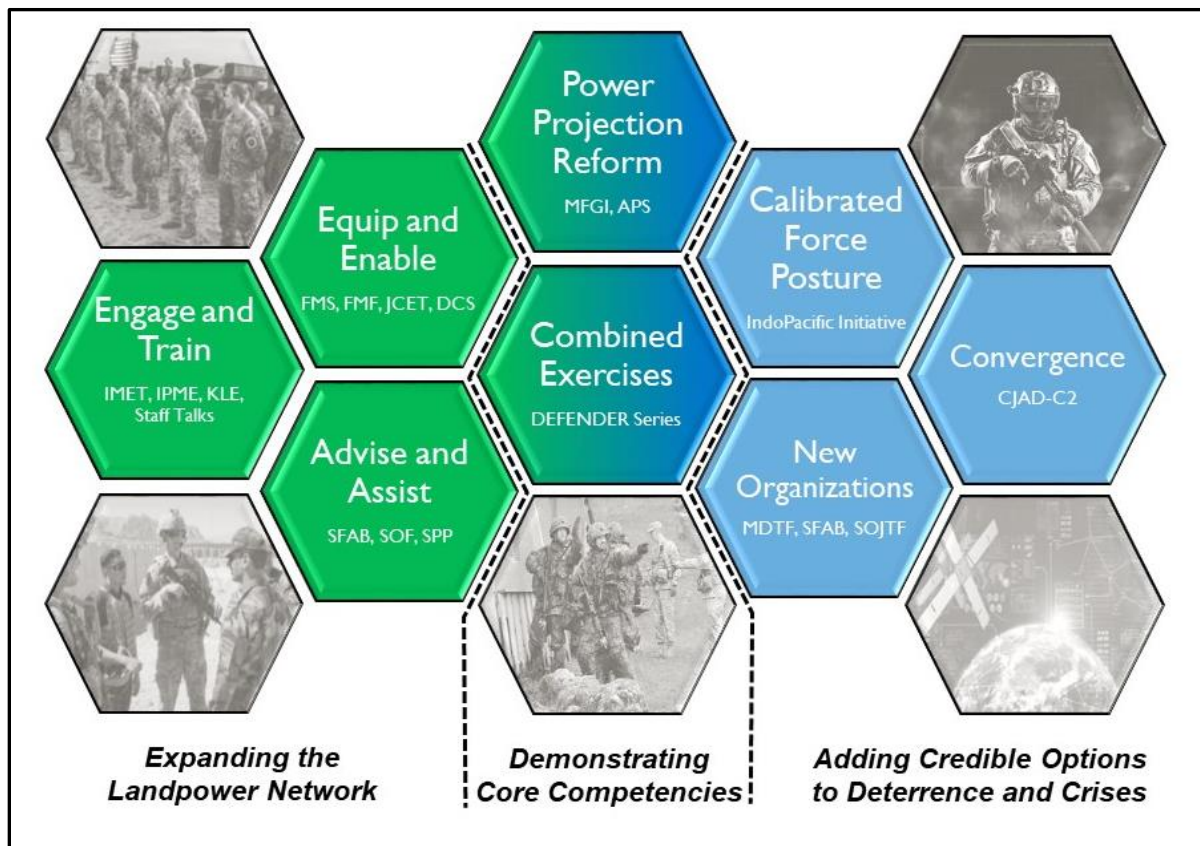 Power
Projection
Reform
MFGI, APS
Equip and
Enable
FMS, FMF, JCET, DCS
Calibrated
Force
Posture
IndoPacific Initiative
Engage and
Train
IMET, IPME, KLE,
Staff Talks
Combined
Exercises
DEFENDER Series
Convergence
CJAD-C2
Advise and
Assist
SFAB, SOF, SPP
New
Organizations
MDTF, SFAB, SOJTF
Expanding the
Landpower Network
Demonstrating
Core Competencies
Adding Credible Options
to Deterrence and Crises